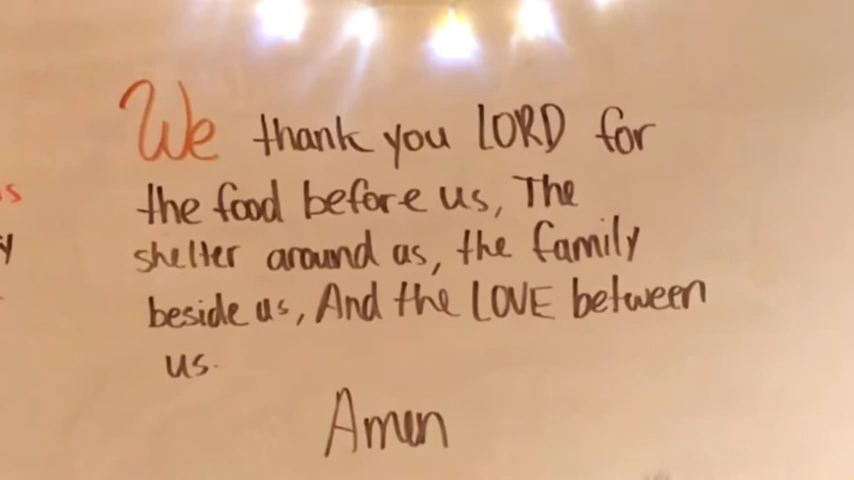 We thank you LORD for
the food before us, The
shelter around us, the family
beside us, And the LOVE between
us.
Amen
s
y